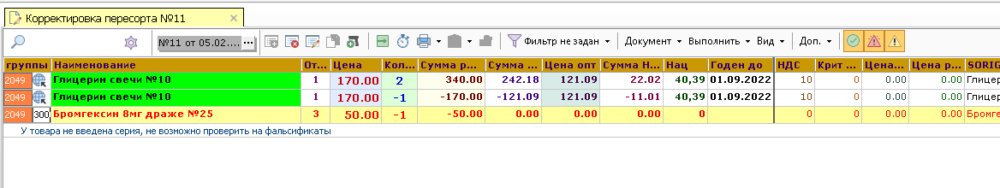 Корректировка пересорта №11
№11 от 05.02.... ... Фильтр не задан Документ Выполнить Вид Доп.
группы Наименование От... Цена Кол... Сумма р... Сумма ... Цена опт Сумма Н... Нац Годен до НДС Крит ... Цена... Цена р... SORIG
2049 Глицерин свечи №10 1 170.00 2 340.00 242.18 121.09 22.02 40,39 01.09.2022 10 0 0.00 0.00 Глицер
2049 Глицерин свечи №10 1 170.00 -1 -170.00 -121.09 121.09 -11.01 40,39 01.09.2022 10 0 0.00 0.00 Глицер
2049 300 Бромгексин 8мг драже №25 3 50.00 -1 -50.00 0.00 0.00 0.00 0 0 0 0.00 0.00 Бромг
У товара не введена серия, не возможно проверить на фальсификаты